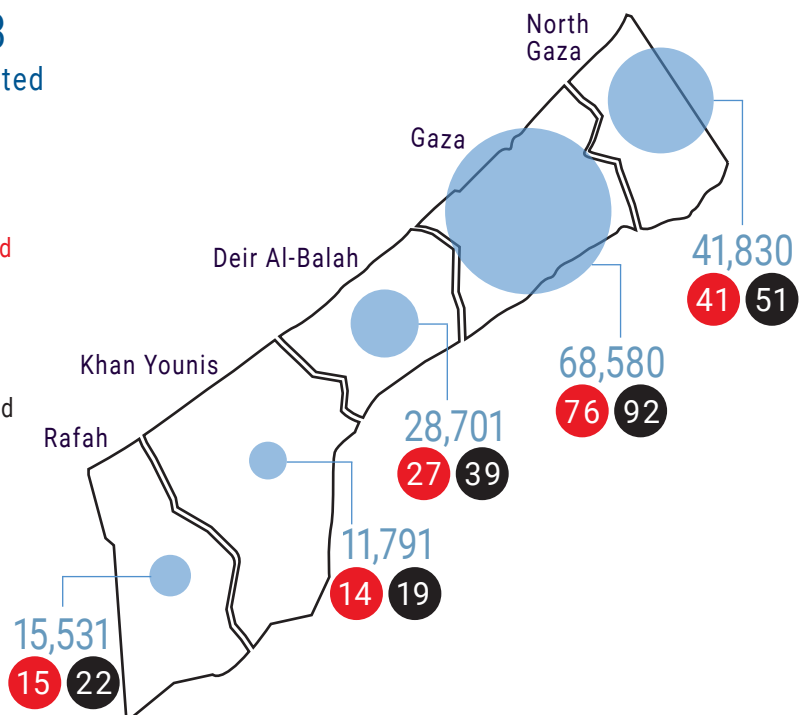 3
ted
d
d
North
Gaza
41,830
41 51
Gaza
68,580
76 92
Deir Al-Balah
28,701
27 39
Khan Younis
11,791
14 19
Rafah
15,531
15 22